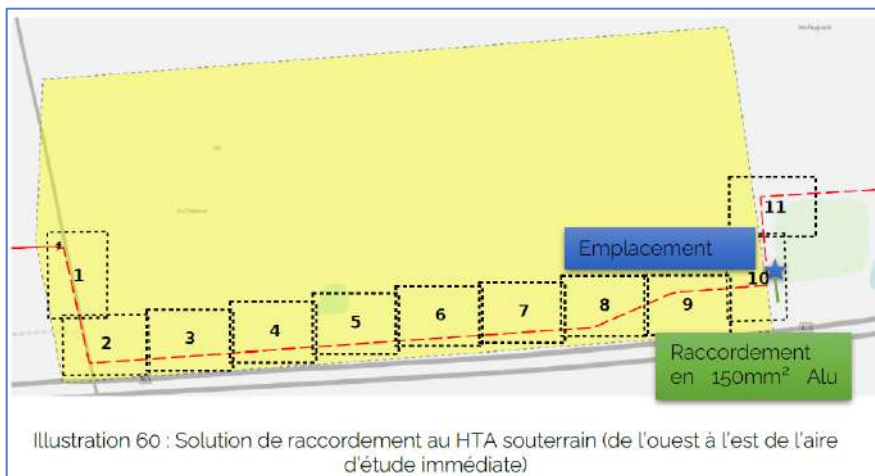 11
Emplacement
1
10
2
3
4
5
6
7
8
9
Raccordement
en 150mm² Alu
Illustration 60 : Solution de raccordement au HTA souterrain (de l'ouest à l'est de l'aire
d'étude immédiate)